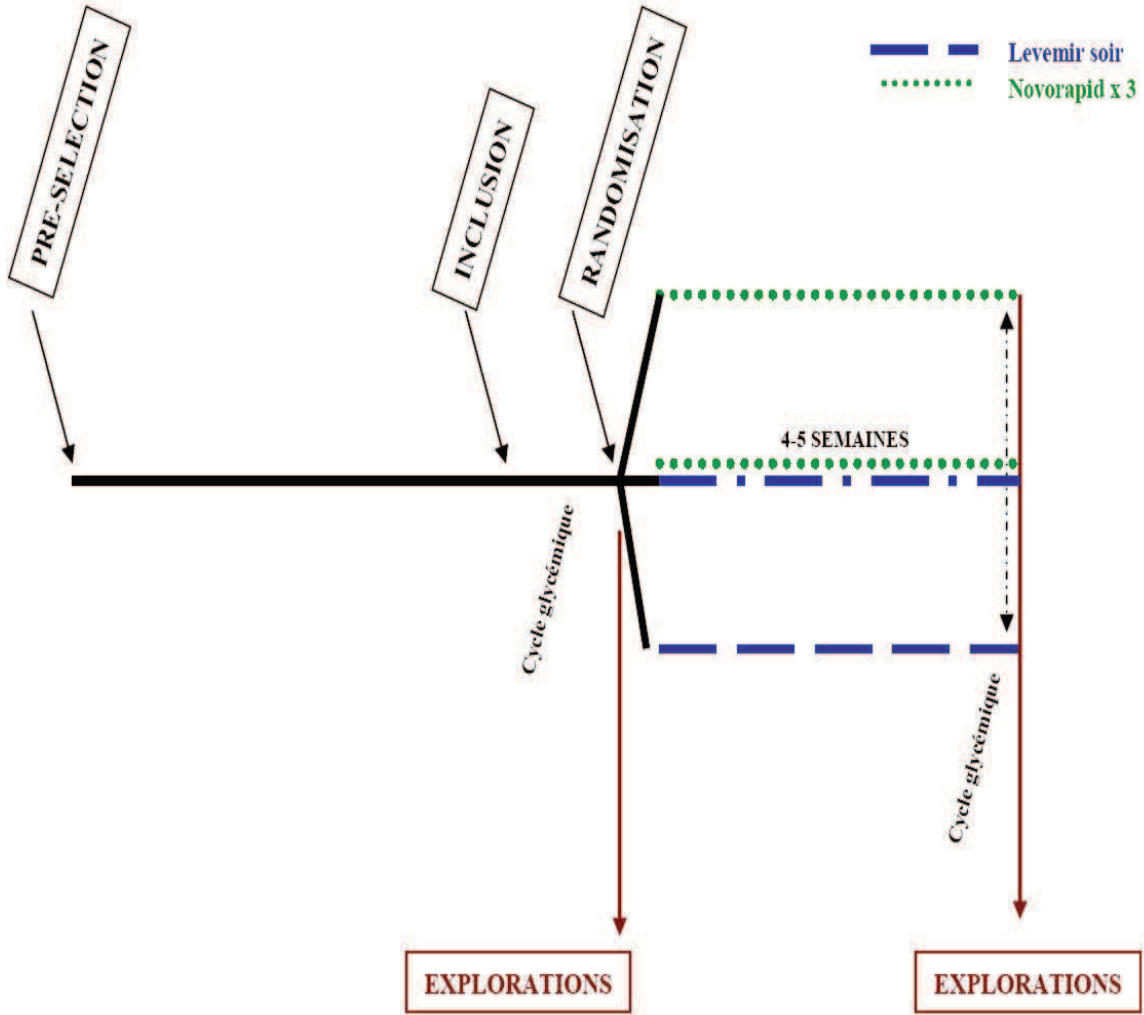 PRE-SELECTION
INCLUSION
RANDOMISATION
Levemir soir
Novorapid x 3
4-5 SEMAINES
Cycle glycémique
Cycle glycémique
EXPLORATIONS
EXPLORATIONS